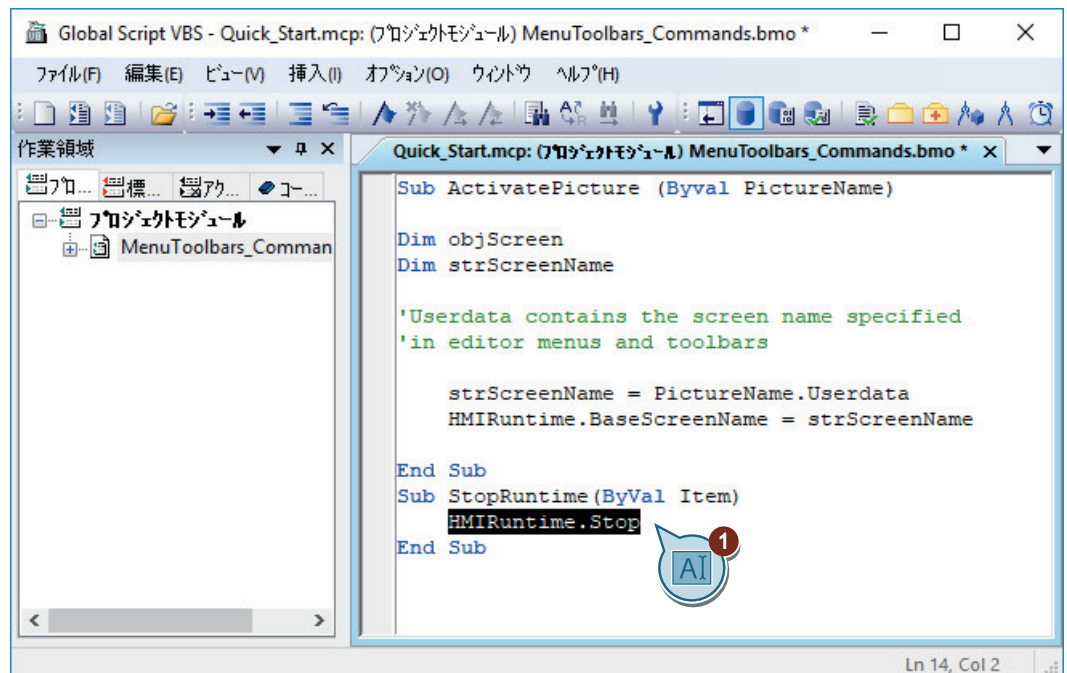 Global Script VBS - Quick_Start.mcp: (ﾌﾟﾛｼﾞｪｸﾄﾓｼﾞｭｰﾙ) MenuToolbars_Commands.bmo *
ﾌｧｲﾙ(F) 編集(E) ﾋﾞｭｰ(V) 挿入(I) ｵﾌﾟｼｮﾝ(O) ｳｨﾝﾄﾞｳ ﾍﾙﾌﾟ(H)
作業領域
Quick_Start.mcp: (ﾌﾟﾛｼﾞｪｸﾄﾓｼﾞｭｰﾙ) MenuToolbars_Commands.bmo *
ﾌﾟﾛ... 標... ｱｸ... ｺｰ...
ﾌﾟﾛｼﾞｪｸﾄﾓｼﾞｭｰﾙ
MenuToolbars_Comman
Sub ActivatePicture (Byval PictureName)
Dim objScreen
Dim strScreenName
'Userdata contains the screen name specified
'in editor menus and toolbars
strScreenName = PictureName.Userdata
HMIRuntime.BaseScreenName = strScreenName
End Sub
Sub StopRuntime(ByVal Item)
HMIRuntime.Stop
End Sub
1
A
Ln 14, Col 2